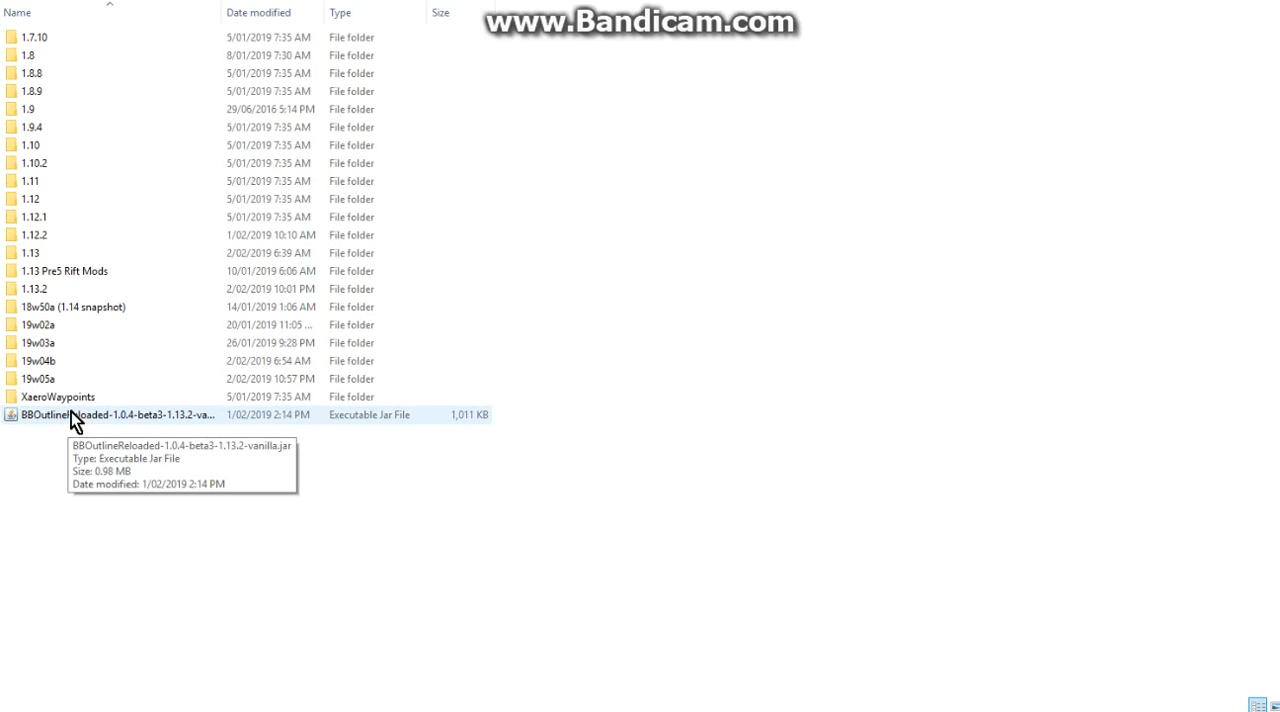 www.Bandicam.com
Name Date modified Type Size
1.7.10 5/01/2019 7:35 AM File folder
1.8 8/01/2019 7:30 AM File folder
1.8.8 5/01/2019 7:35 AM File folder
1.8.9 5/01/2019 7:35 AM File folder
1.9 29/06/2016 5:14 PM File folder
1.9.4 5/01/2019 7:35 AM File folder
1.10 5/01/2019 7:35 AM File folder
1.10.2 5/01/2019 7:35 AM File folder
1.11 5/01/2019 7:35 AM File folder
1.12 5/01/2019 7:35 AM File folder
1.12.1 5/01/2019 7:35 AM File folder
1.12.2 1/02/2019 10:10 AM File folder
1.13 2/02/2019 6:39 AM File folder
1.13 Pre5 Rift Mods 10/01/2019 6:06 AM File folder
1.13.2 2/02/2019 10:01 PM File folder
18w50a (1.14 snapshot) 14/01/2019 1:06 AM File folder
19w02a 20/01/2019 11:05 ... File folder
19w03a 26/01/2019 9:28 PM File folder
19w04b 2/02/2019 6:54 AM File folder
19w05a 2/02/2019 10:57 PM File folder
XaeroWaypoints 5/01/2019 7:35 AM File folder
BBOutlineReloaded-1.0.4-beta3-1.13.2-va... 1/02/2019 2:14 PM Executable Jar File 1,011 KB
BBOutlineReloaded-1.0.4-beta3-1.13.2-vanilla.jar
Type: Executable Jar File
Size: 0.98 MB
Date modified: 1/02/2019 2:14 PM